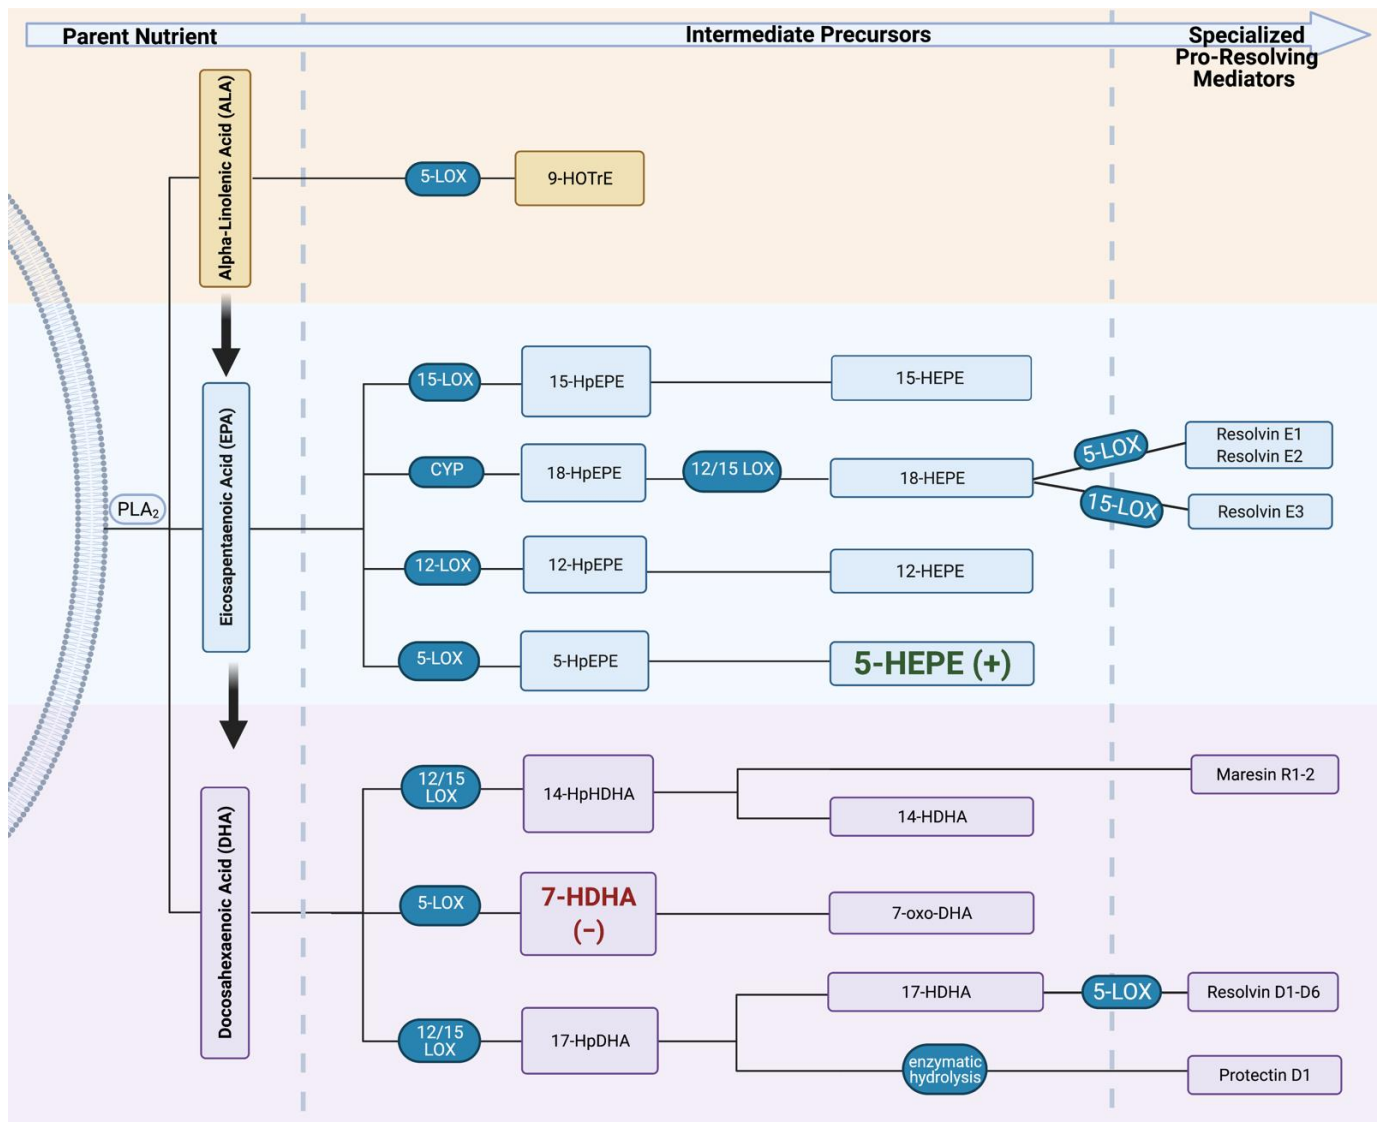 Parent Nutrient
Intermediate Precursors
Specialized
Pro-Resolving
Mediators
Alpha-Linolenic Acid (ALA)
5-LOX
9-HOTrE
PLA₂
Eicosapentaenoic Acid (EPA)
15-LOX
15-HpEPE
15-HEPE
CYP
18-HpEPE
12/15 LOX
18-HEPE
5-LOX
Resolvin E1
Resolvin E2
15-LOX
Resolvin E3
12-LOX
12-HpEPE
12-HEPE
5-LOX
5-HpEPE
5-HEPE (+)
Docosahexaenoic Acid (DHA)
12/15
LOX
14-HpHDHA
Maresin R1-2
14-HDHA
5-LOX
7-HDHA
(−)
7-oxo-DHA
12/15
LOX
17-HpDHA
17-HDHA
5-LOX
Resolvin D1-D6
enzymatic
hydrolysis
Protectin D1